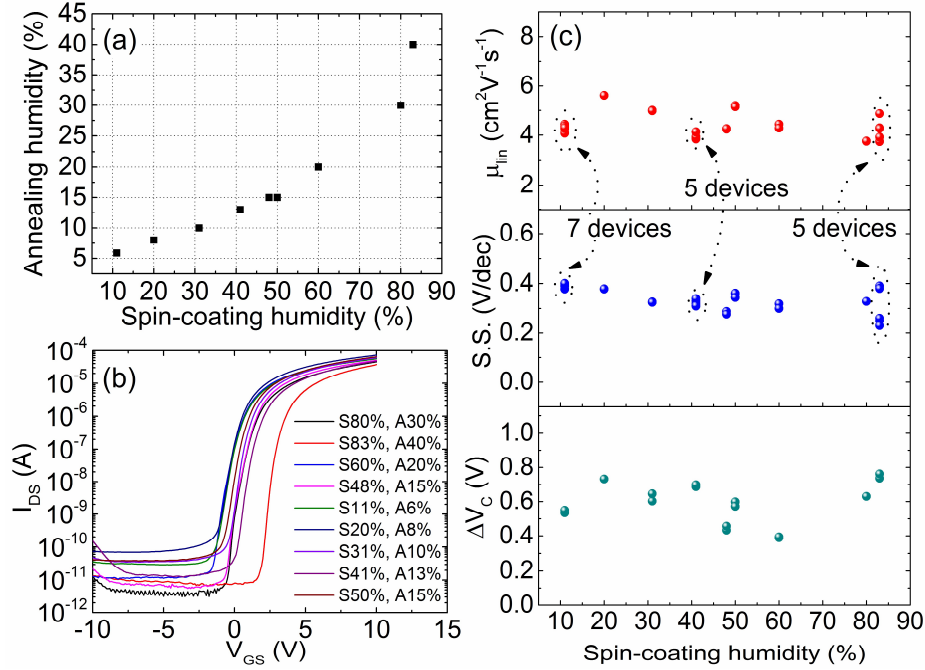 (a)
Annealing humidity (%)
45
40
35
30
25
20
15
10
5
10 20 30 40 50 60 70 80 90
Spin-coating humidity (%)
(b)
I_DS (A)
10^-4
10^-5
10^-6
10^-7
10^-8
10^-9
10^-10
10^-11
10^-12
S80%, A30%
S83%, A40%
S60%, A20%
S48%, A15%
S11%, A6%
S20%, A8%
S31%, A10%
S41%, A13%
S50%, A15%
-10 -5 0 5 10 15
V_GS (V)
(c)
μ_lin (cm²V⁻¹s⁻¹)
8
6
4
2
5 devices
7 devices
5 devices
S.S. (V/dec)
0.6
0.4
0.2
0.0
ΔV_C (V)
1.0
0.8
0.6
0.4
0.2
0.0
10 20 30 40 50 60 70 80 90
Spin-coating humidity (%)